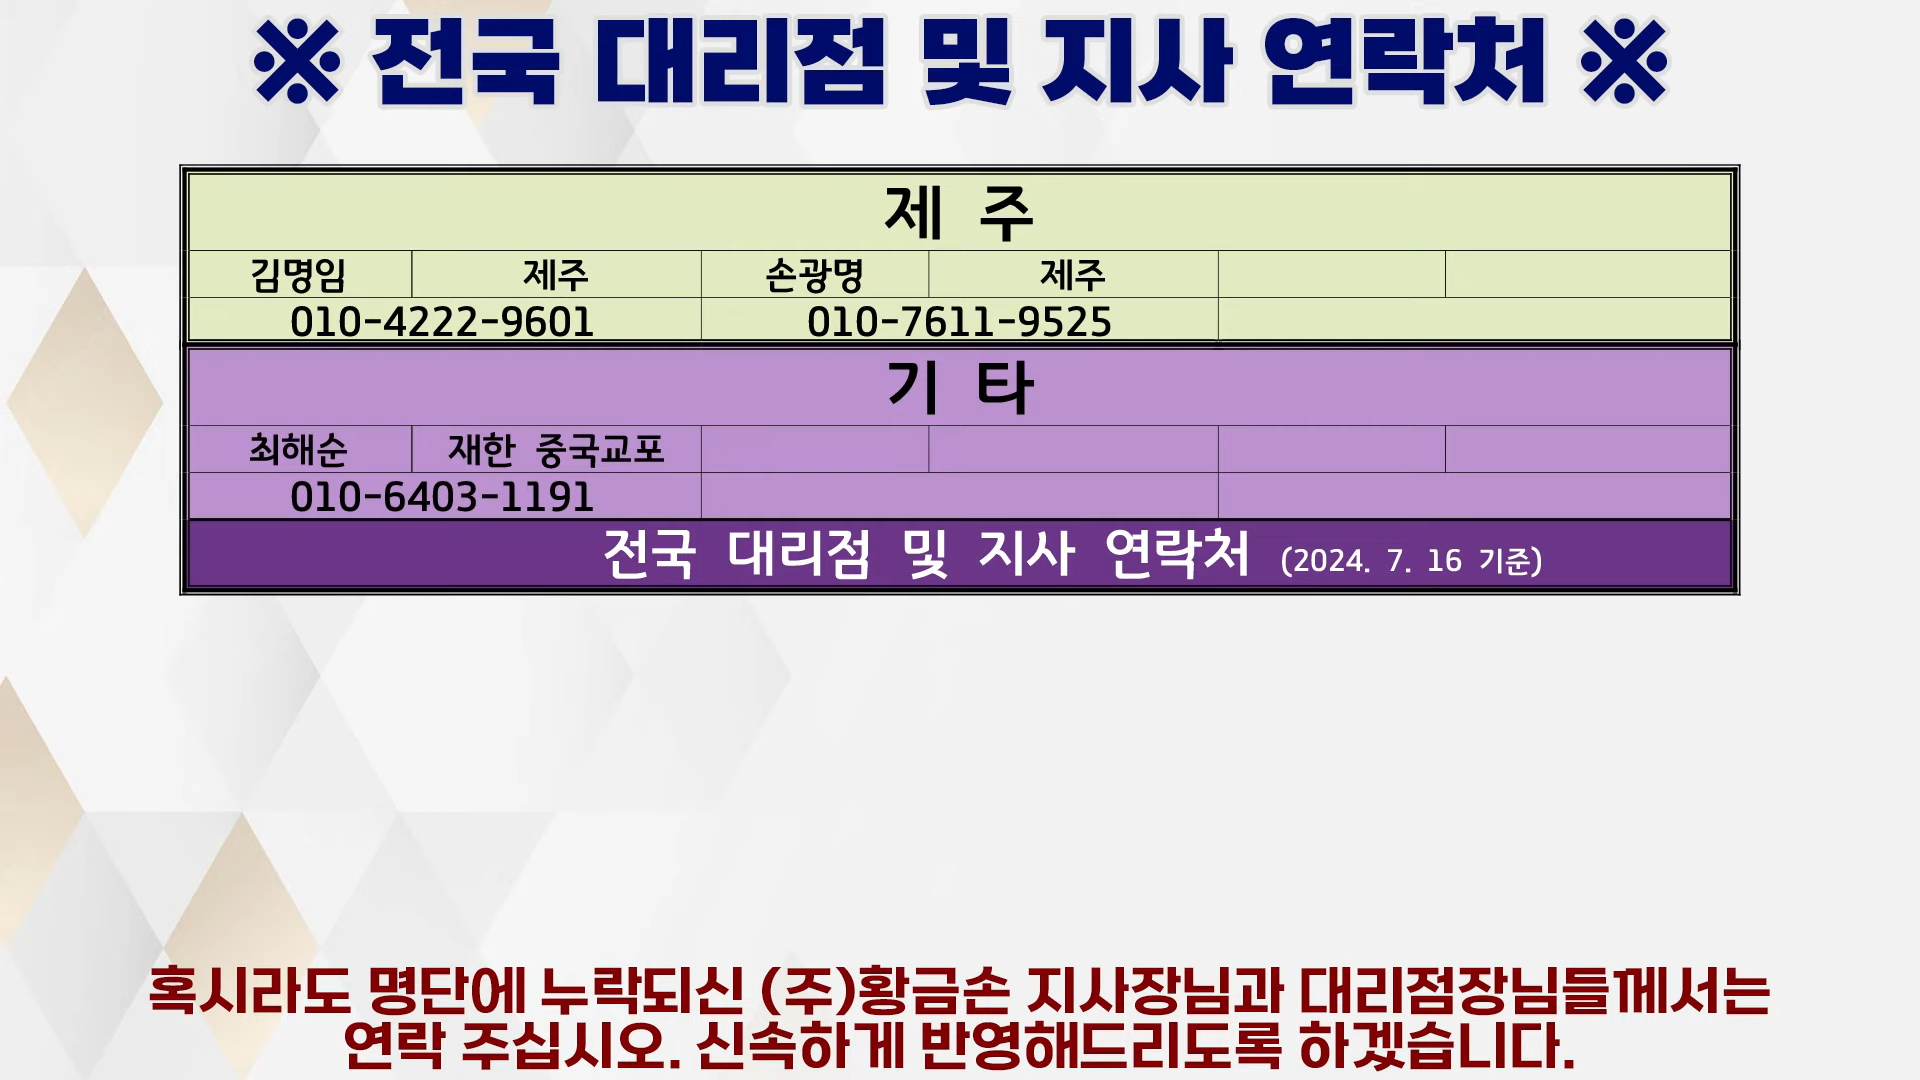 ※ 전국 대리점 및 지사 연락처 ※
제 주
김명임 제주 손광명 제주
010-4222-9601 010-7611-9525
기 타
최해순 재한 중국교포
010-6403-1191
전국 대리점 및 지사 연락처 (2024. 7. 16 기준)
혹시라도 명단에 누락되신 (주)황금손 지사장님과 대리점장님들께서는
연락 주십시오. 신속하게 반영해드리도록 하겠습니다.